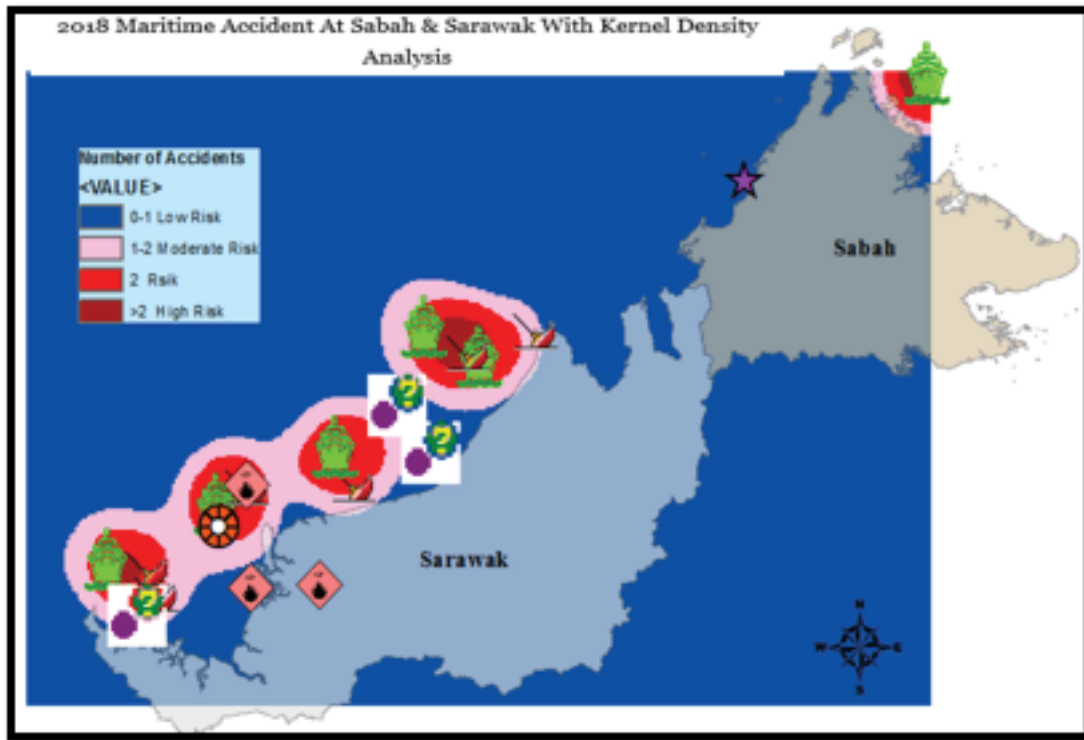 2018 Maritime Accident At Sabah & Sarawak With Kernel Density
Analysis
Number of Accidents
<VALUE>
0-1 Low Risk
1-2 Moderate Risk
2 Rsik
>2 High Risk
Sabah
?
?
Sarawak
?
N
W E
S